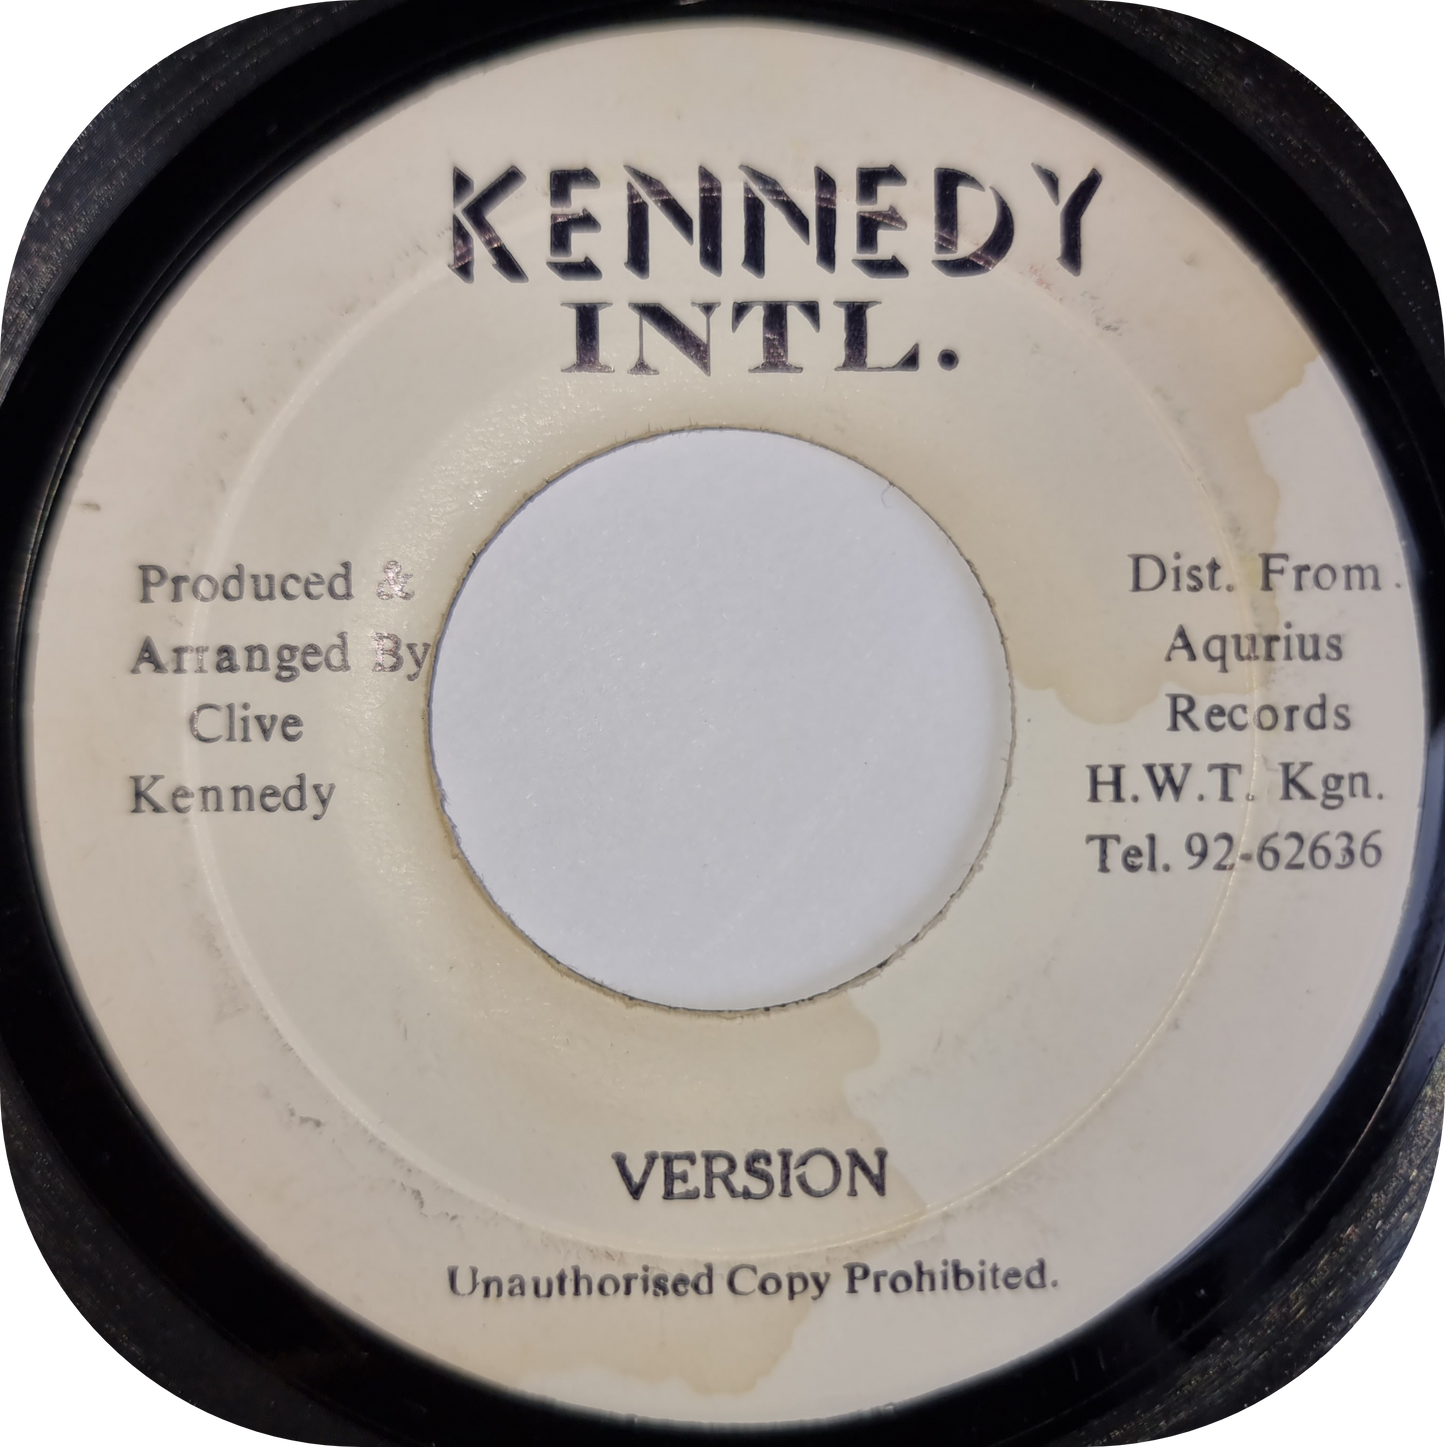 KENNEDY
INTL.
Produced &
Arranged By
Clive
Kennedy
Dist. From .
Aqurius
Records
H.W.T. Kgn.
Tel. 92-62636
VERSION
Unauthorised Copy Prohibited.